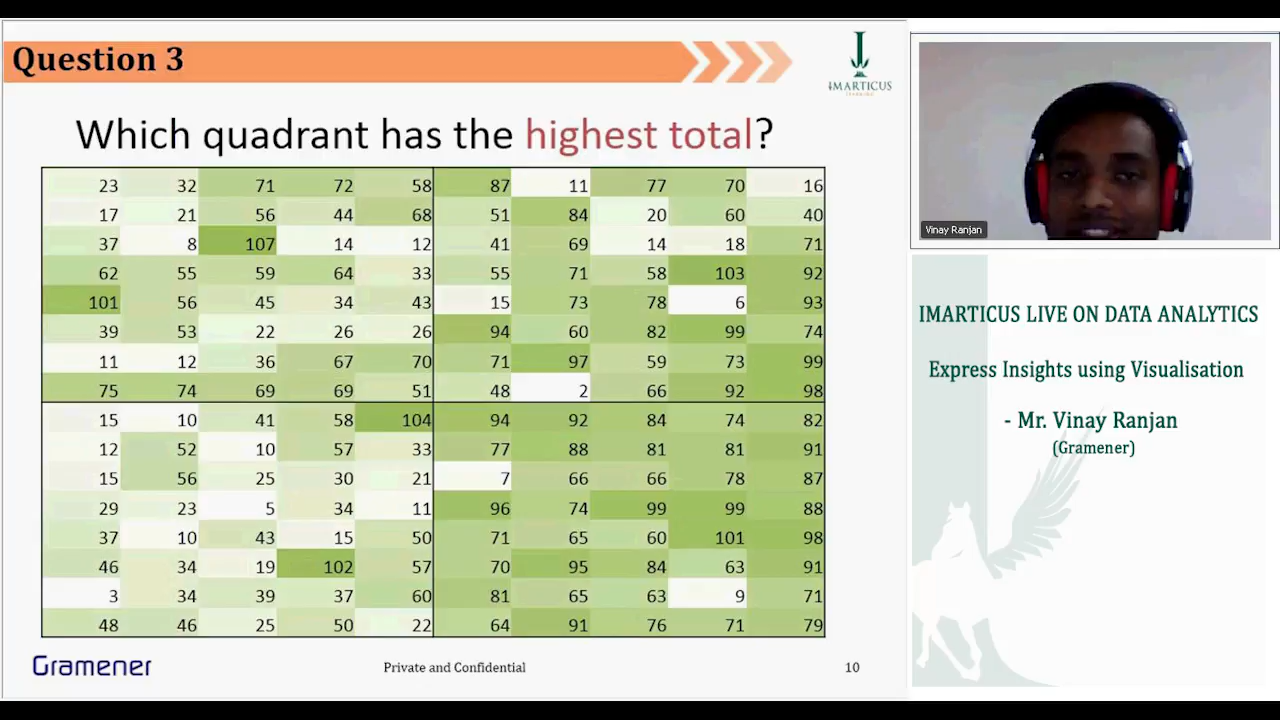 Question 3
IMARTICUS
LEARNING
Which quadrant has the highest total?
23 32 71 72 58 87 11 77 70 16
17 21 56 44 68 51 84 20 60 40
37 8 107 14 12 41 69 14 18 71
62 55 59 64 33 55 71 58 103 92
101 56 45 34 43 15 73 78 6 93
39 53 22 26 26 94 60 82 99 74
11 12 36 67 70 71 97 59 73 99
75 74 69 69 51 48 2 66 92 98
15 10 41 58 104 94 92 84 74 82
12 52 10 57 33 77 88 81 81 91
15 56 25 30 21 7 66 66 78 87
29 23 5 34 11 96 74 99 99 88
37 10 43 15 50 71 65 60 101 98
46 34 19 102 57 70 95 84 63 91
3 34 39 37 60 81 65 63 9 71
48 46 25 50 22 64 91 76 71 79
Gramener
Private and Confidential
10
Vinay Ranjan
IMARTICUS LIVE ON DATA ANALYTICS
Express Insights using Visualisation
- Mr. Vinay Ranjan
(Gramener)